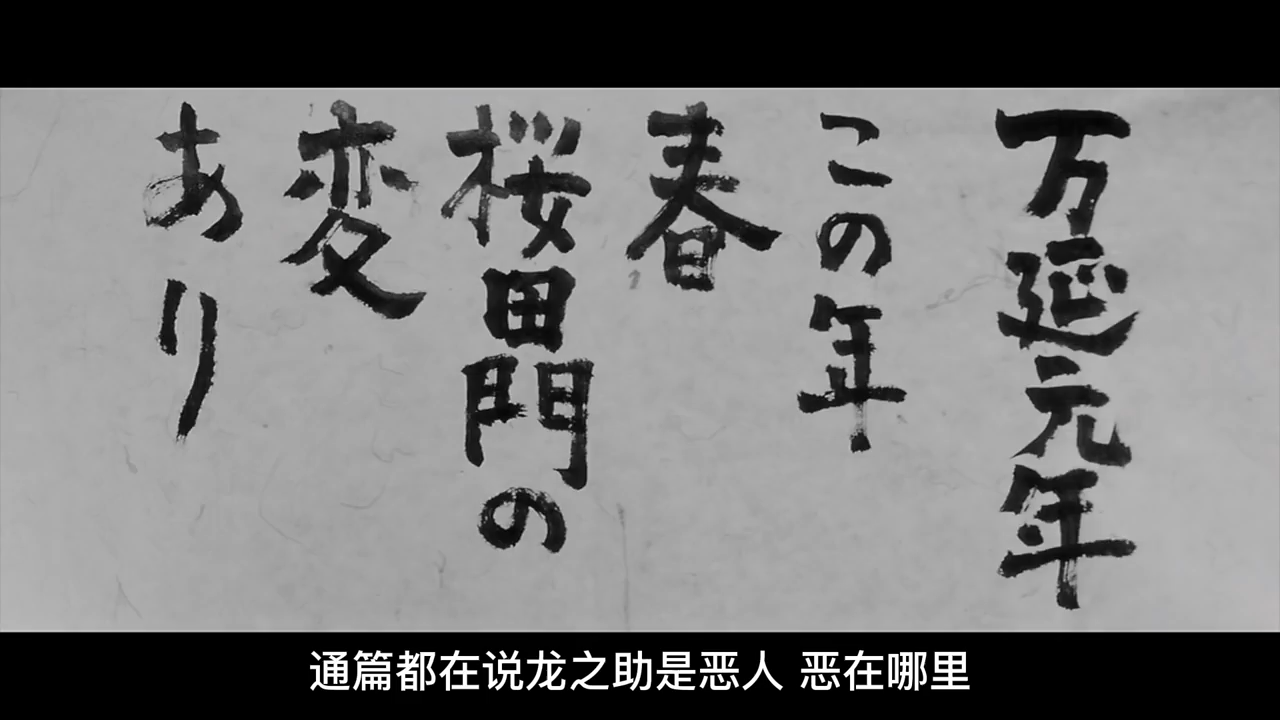 万延元年
この年
春
桜田門の
変
あり
通篇都在说龙之助是恶人 恶在哪里